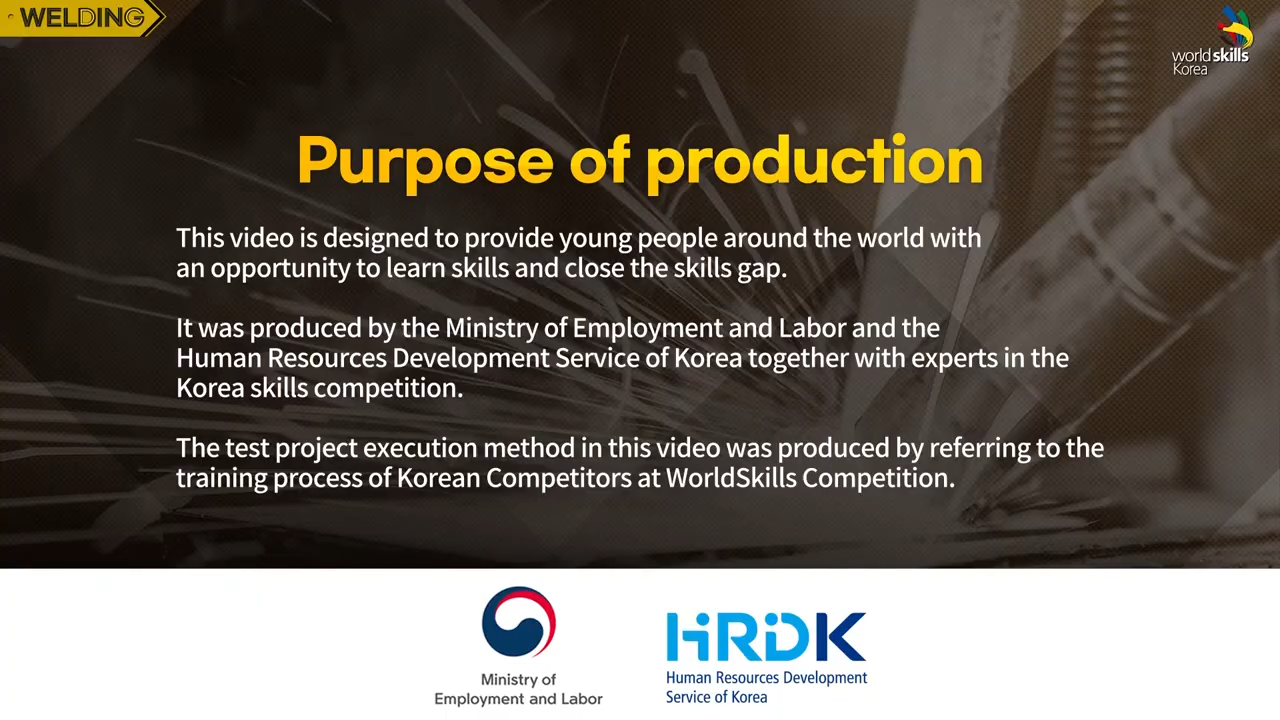 WELDING
worldskills
Korea
Purpose of production
This video is designed to provide young people around the world with
an opportunity to learn skills and close the skills gap.
It was produced by the Ministry of Employment and Labor and the
Human Resources Development Service of Korea together with experts in the
Korea skills competition.
The test project execution method in this video was produced by referring to the
training process of Korean Competitors at WorldSkills Competition.
Ministry of
Employment and Labor
HRDK
Human Resources Development
Service of Korea